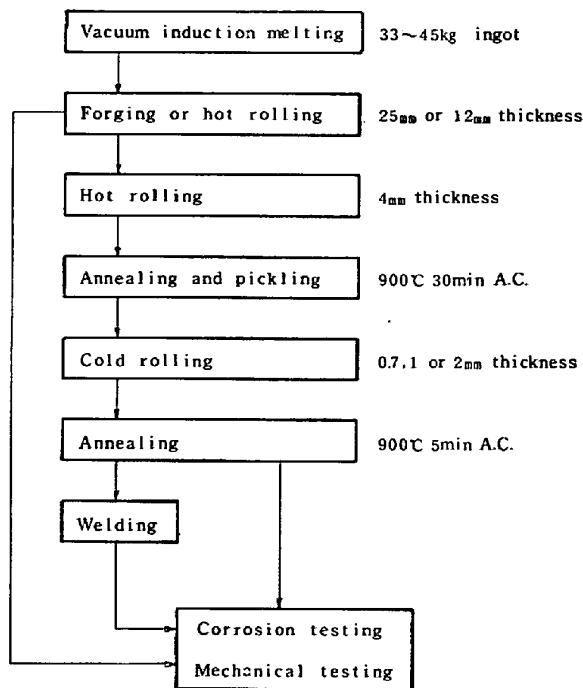 Vacuum induction melting 33~45kg ingot
Forging or hot rolling 25mm or 12mm thickness
Hot rolling 4mm thickness
Annealing and pickling 900℃ 30min A.C.
Cold rolling 0.7, 1 or 2mm thickness
Annealing 900℃ 5min A.C.
Welding
Corrosion testing
Mechanical testing